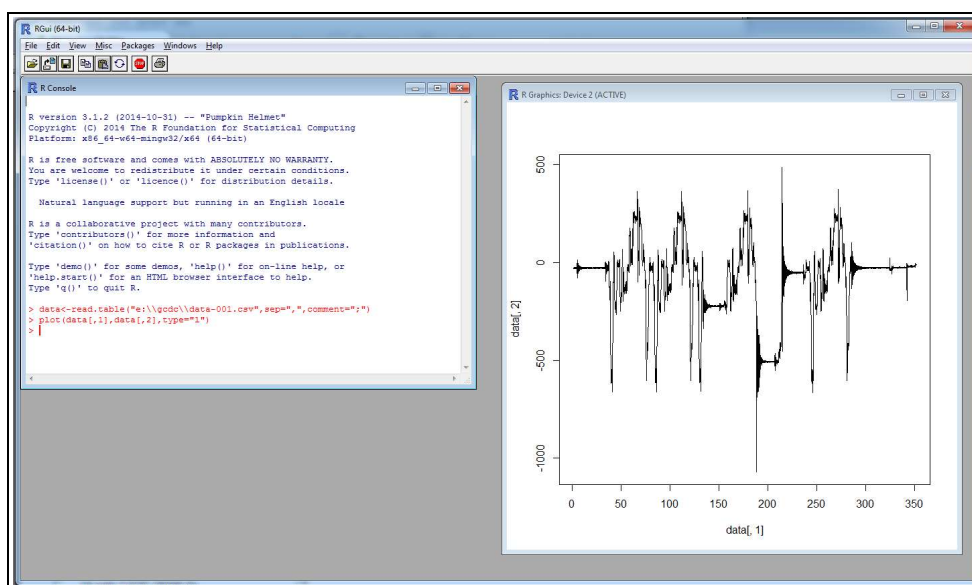 RGui (64-bit)
File Edit View Misc Packages Windows Help
STOP
R Console
R version 3.1.2 (2014-10-31) -- "Pumpkin Helmet"
Copyright (C) 2014 The R Foundation for Statistical Computing
Platform: x86_64-w64-mingw32/x64 (64-bit)
R is free software and comes with ABSOLUTELY NO WARRANTY.
You are welcome to redistribute it under certain conditions.
Type 'license()' or 'licence()' for distribution details.
Natural language support but running in an English locale
R is a collaborative project with many contributors.
Type 'contributors()' for more information and
'citation()' on how to cite R or R packages in publications.
Type 'demo()' for some demos, 'help()' for on-line help, or
'help.start()' for an HTML browser interface to help.
Type 'q()' to quit R.
> data<-read.table("e:\\gcdc\\data-001.csv",sep=",",comment=";")
> plot(data[,1],data[,2],type="l")
>
R Graphics: Device 2 (ACTIVE)
500
0
-500
-1000
data[, 2]
0 50 100 150 200 250 300 350
data[, 1]